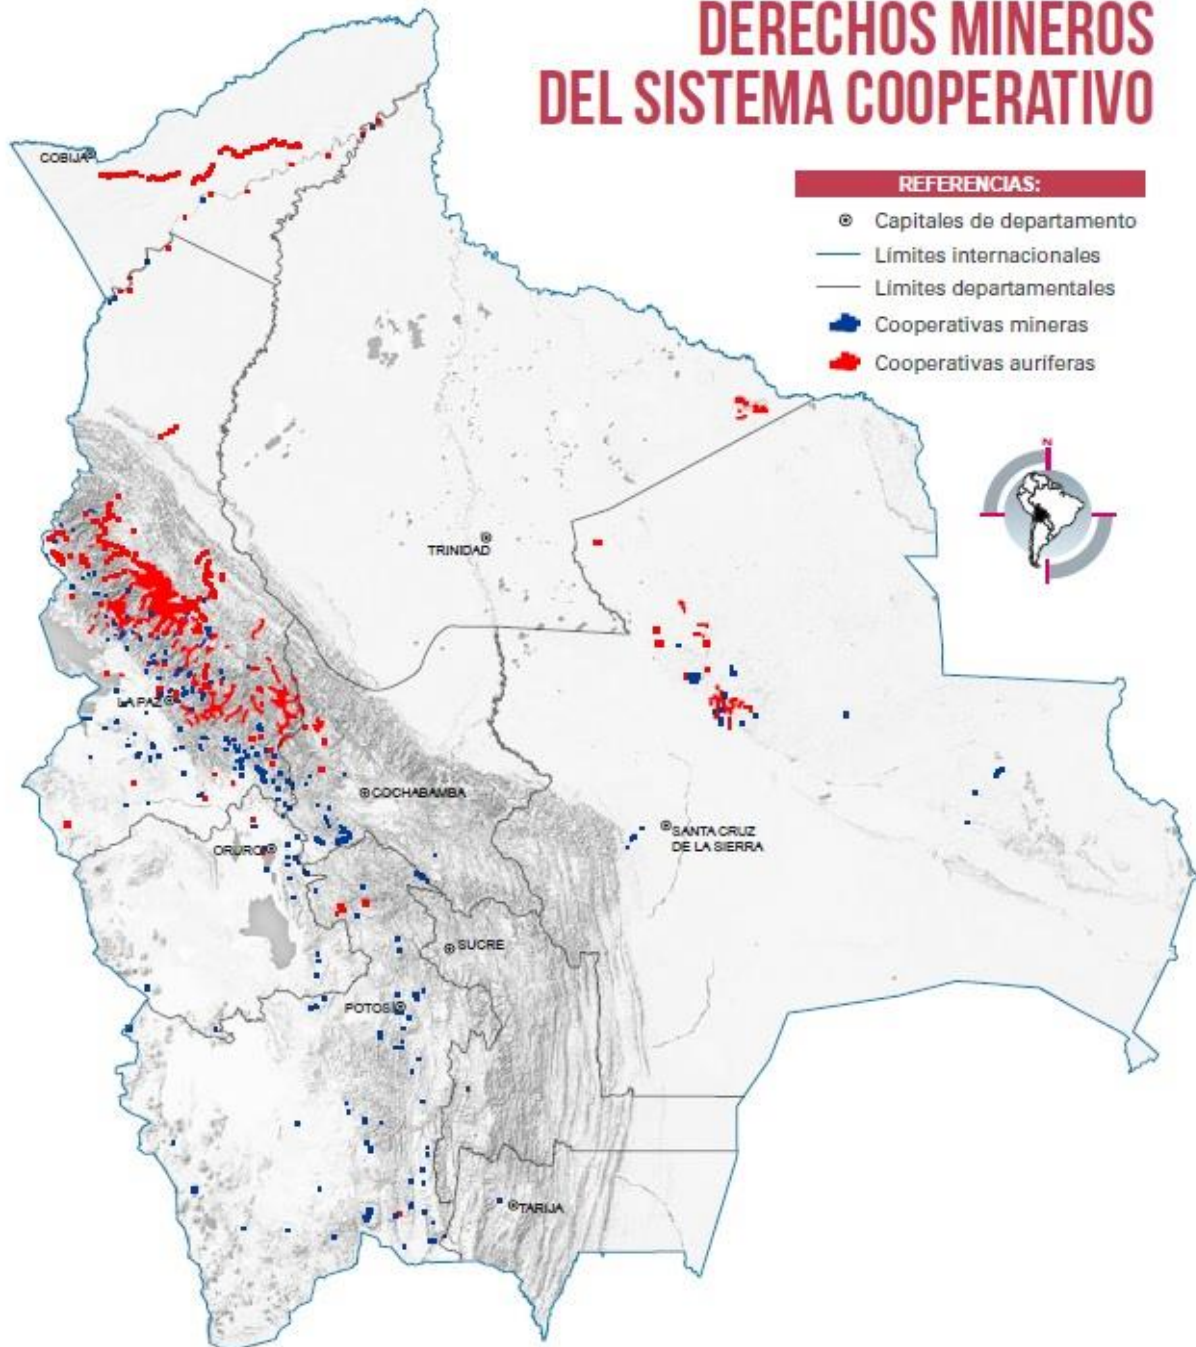 DERECHOS MINEROS
DEL SISTEMA COOPERATIVO
REFERENCIAS:
Capitales de departamento
Límites internacionales
Límites departamentales
Cooperativas mineras
Cooperativas auríferas
N
COBIJA
TRINIDAD
LA PAZ
COCHABAMBA
ORURO
SANTA CRUZ
DE LA SIERRA
SUCRE
POTOSI
TARIJA